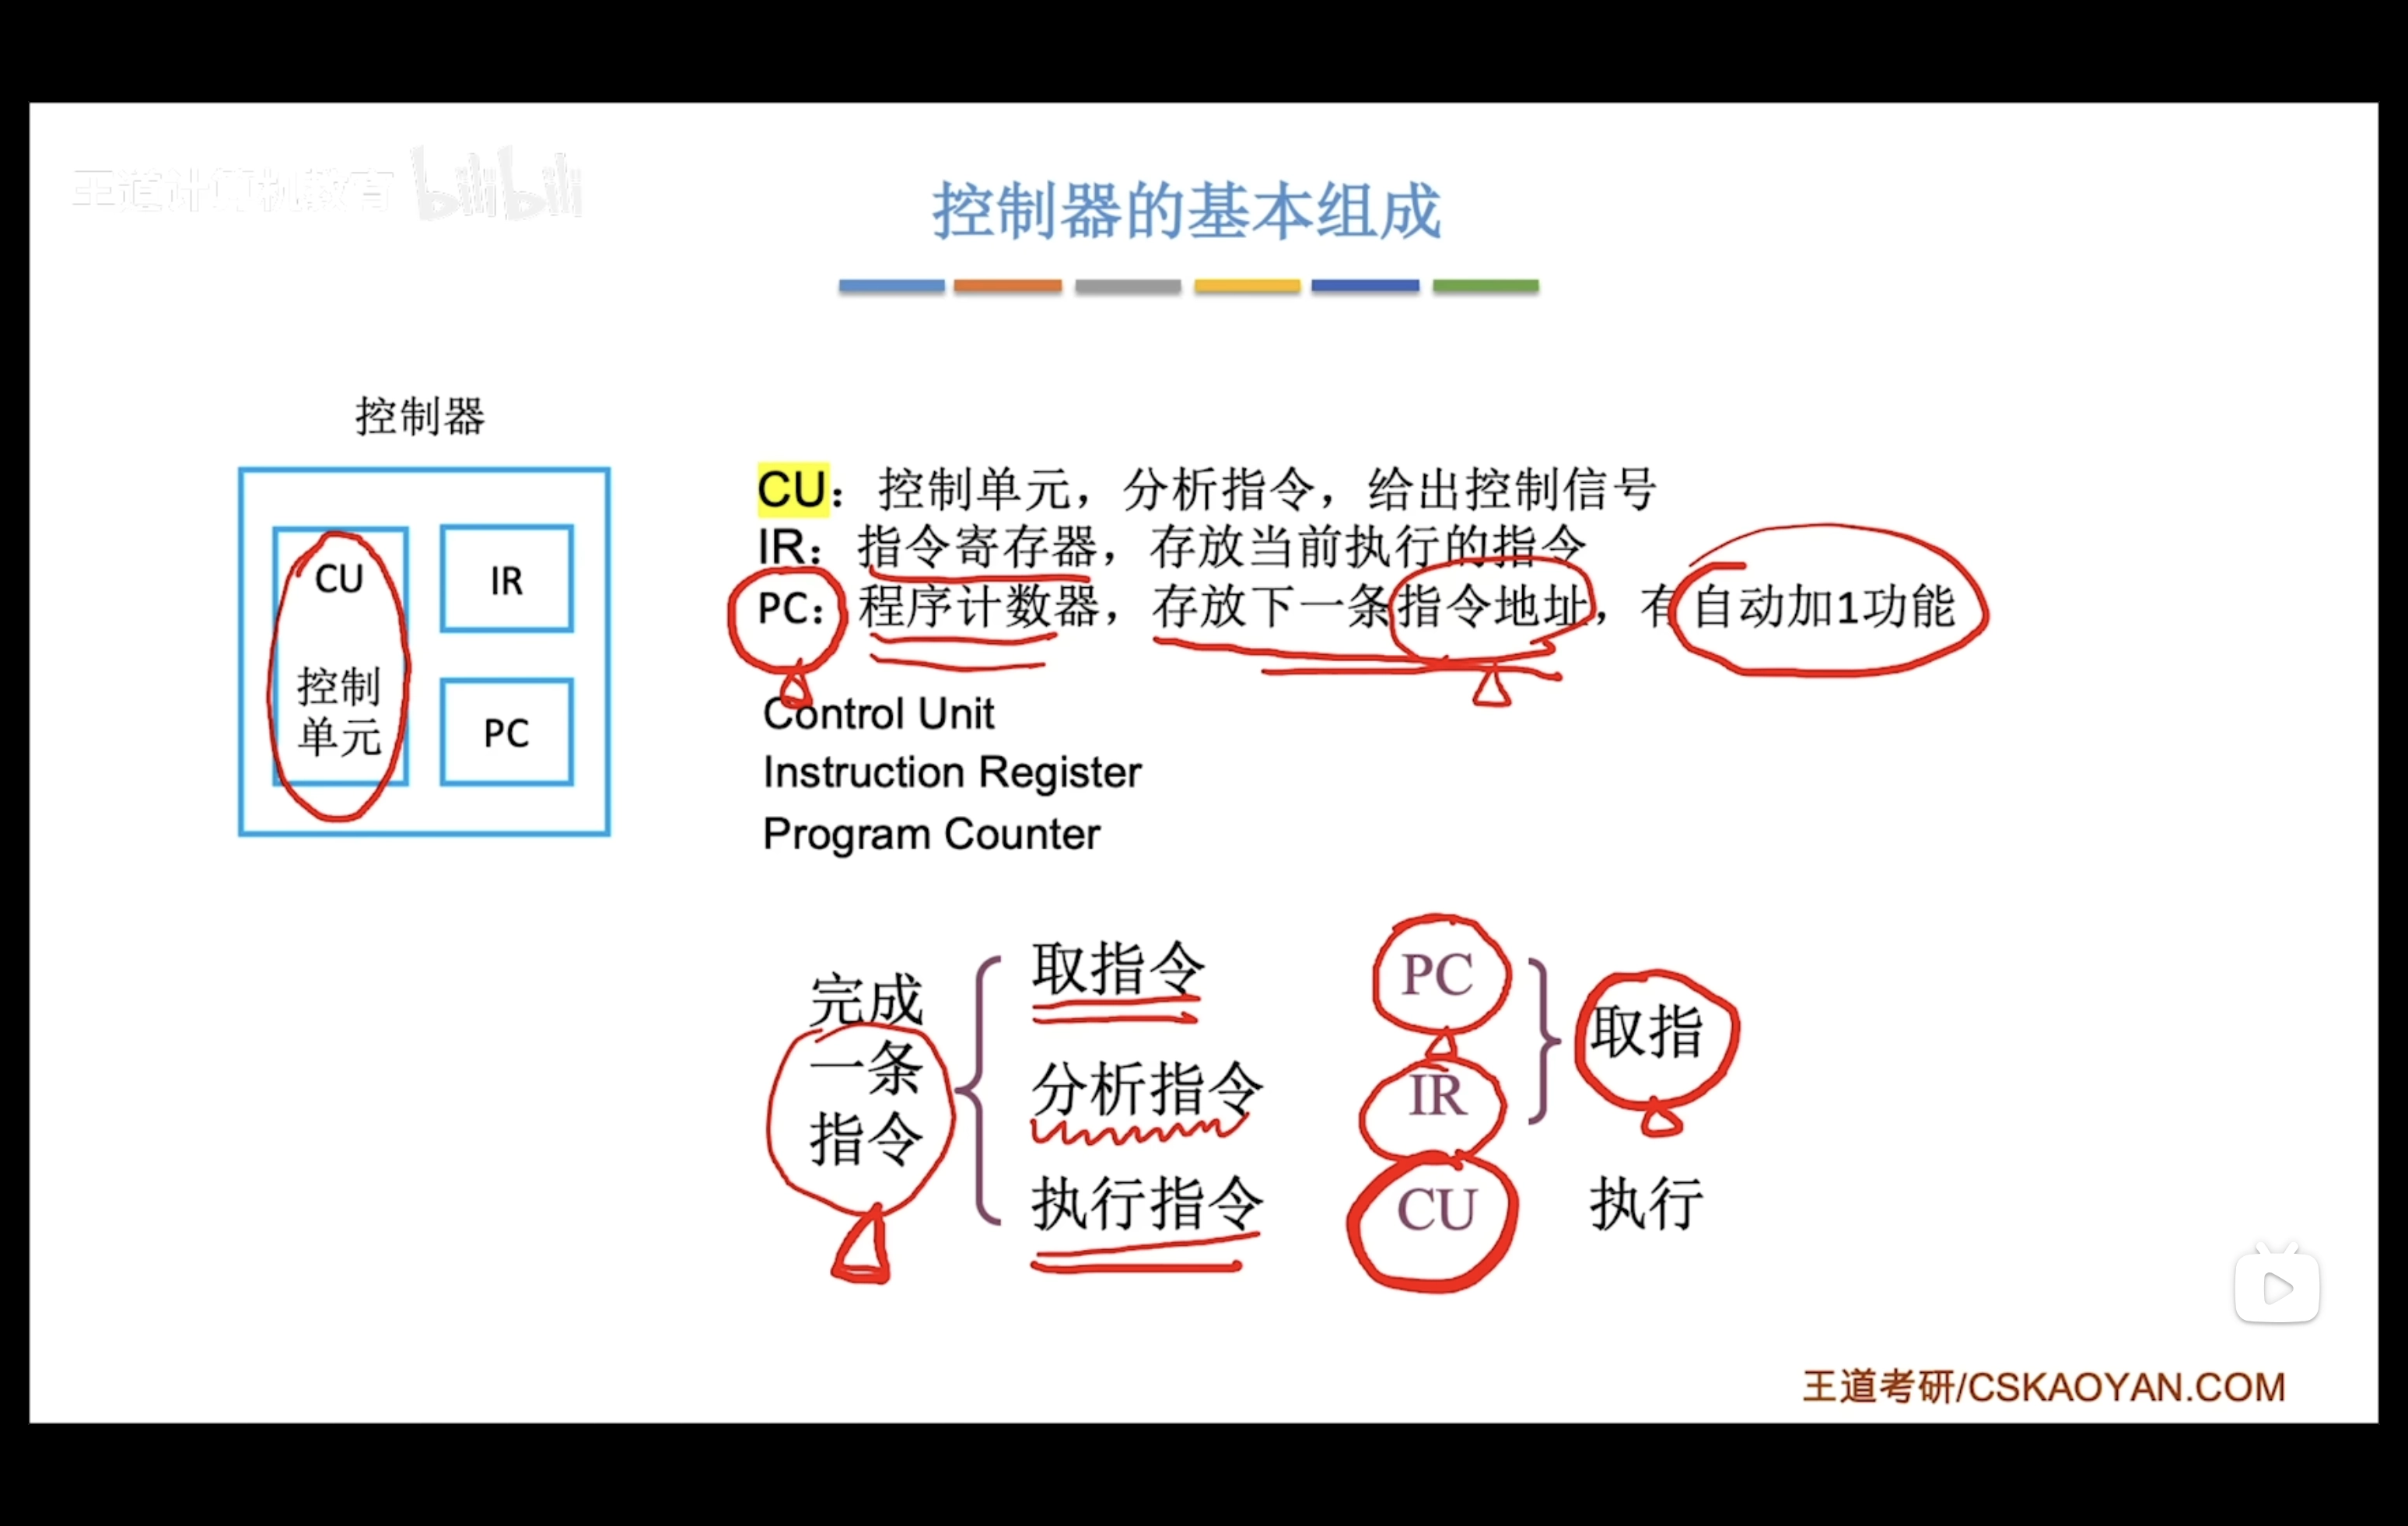 王道计算机教育 bilibili
控制器的基本组成
控制器
CU
控制
单元
IR
PC
CU：控制单元，分析指令，给出控制信号
IR：指令寄存器，存放当前执行的指令
PC：程序计数器，存放下一条指令地址，有自动加1功能
Control Unit
Instruction Register
Program Counter
完成
一条
指令
取指令
分析指令
执行指令
PC
IR
CU
取指
执行
王道考研/CSKAOYAN.COM